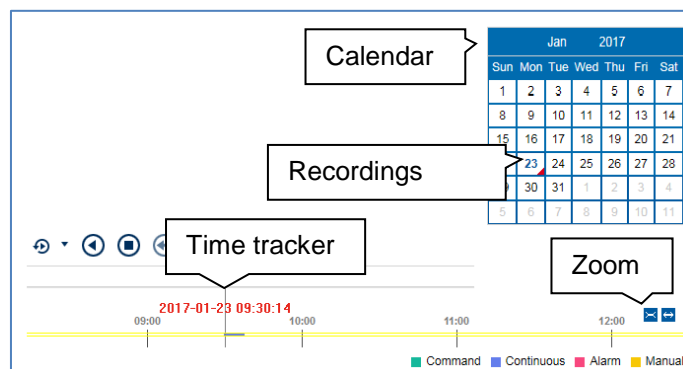 Calendar
Jan 2017
Sun Mon Tue Wed Thu Fri Sat
1 2 3 4 5 6 7
8 9 10 11 12 13 14
15 16 17 18 19 20 21
Recordings
23 24 25 26 27 28
30 31 1 2 3 4
5 6 7 8 9 10 11
Time tracker
Zoom
2017-01-23 09:30:14
09:00 10:00 11:00 12:00
Command Continuous Alarm Manual